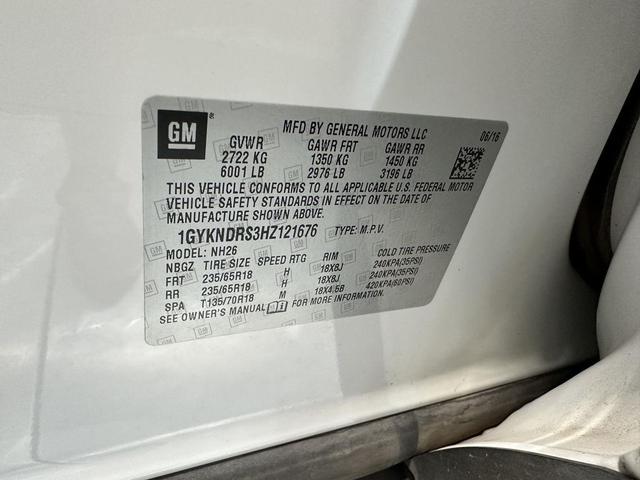 GM
MFD BY GENERAL MOTORS LLC 06/16
GVWR GAWR FRT GAWR RR
2722 KG 1350 KG 1450 KG
6001 LB 2976 LB 3196 LB
THIS VEHICLE CONFORMS TO ALL APPLICABLE U.S. FEDERAL MOTOR
VEHICLE SAFETY STANDARDS IN EFFECT ON THE DATE OF
MANUFACTURE SHOWN ABOVE.
1GYKNDRS3HZ121676 TYPE: M.P.V.
MODEL: NH26
NBGZ TIRE SIZE SPEED RTG RIM COLD TIRE PRESSURE
FRT 235/65R18 H 18X8J 240KPA(35PSI)
RR 235/65R18 H 18X8J 240KPA(35PSI)
SPA T135/70R18 M 18X4.5B 420KPA(60PSI)
SEE OWNER'S MANUAL FOR MORE INFORMATION.